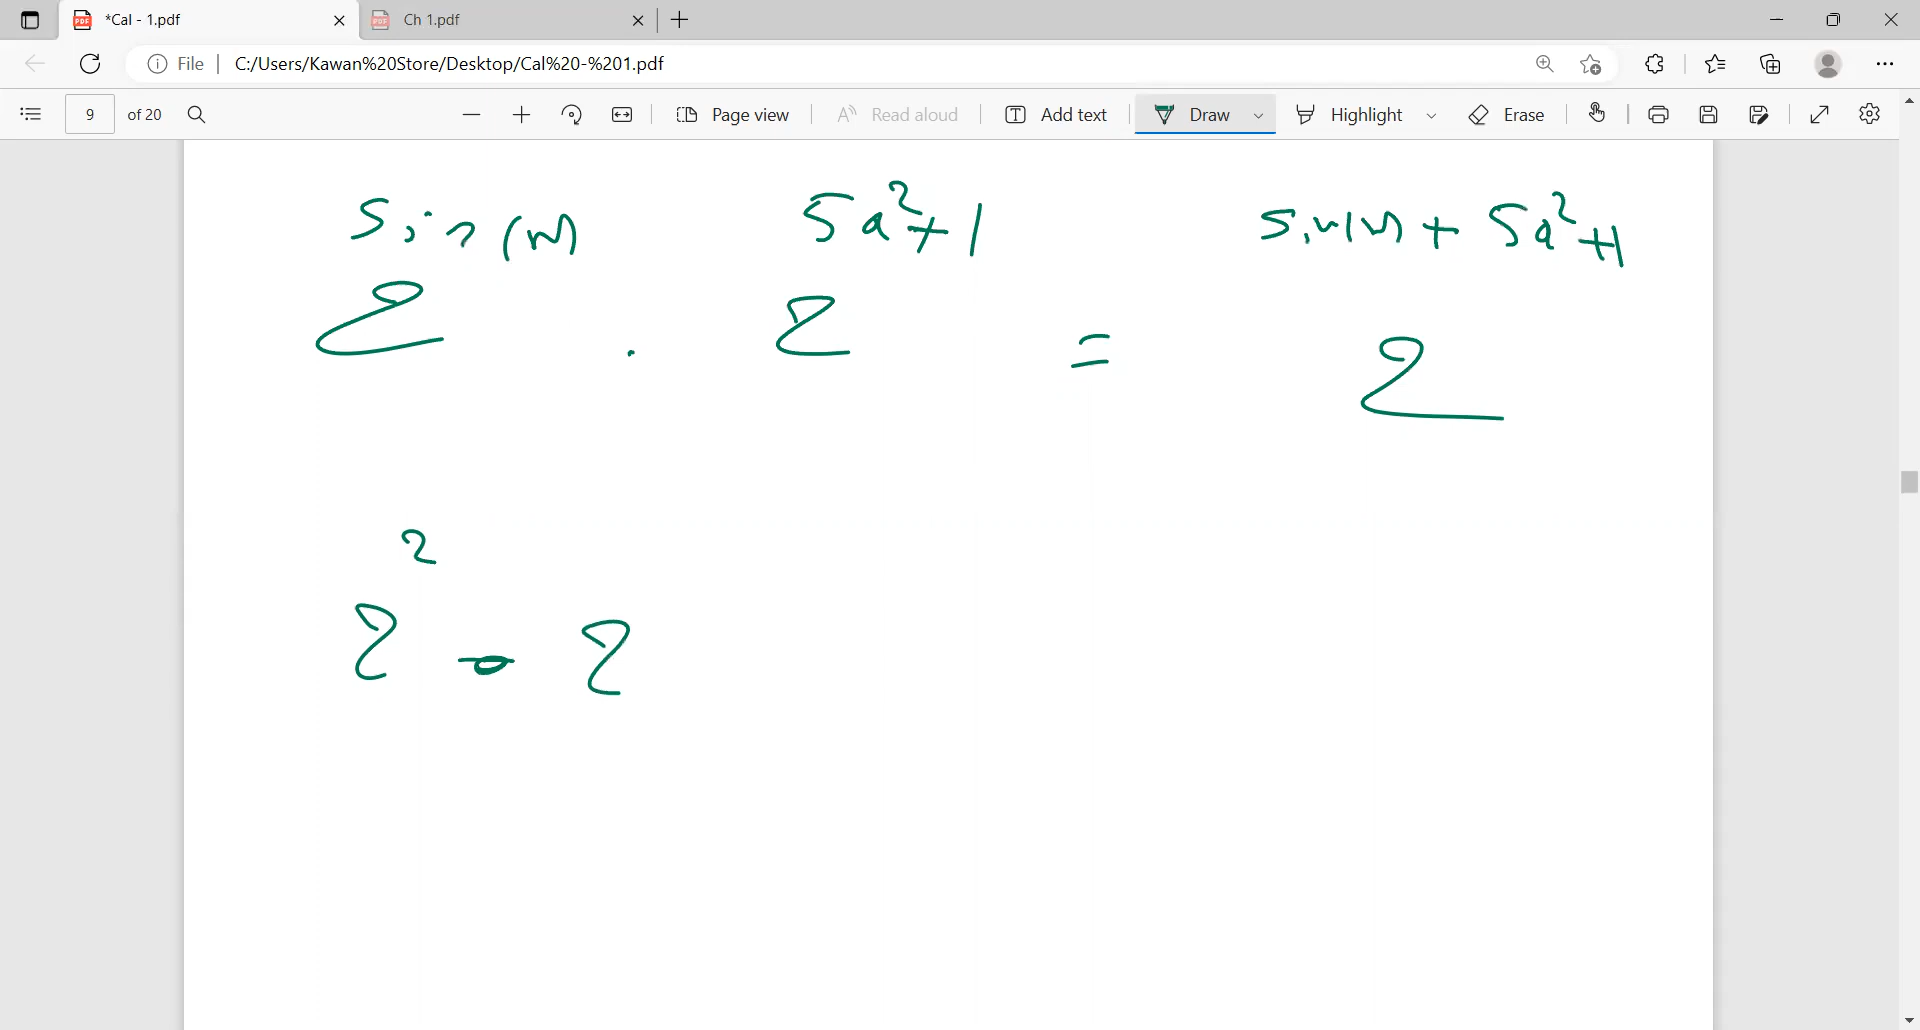 *Cal - 1.pdf
Ch 1.pdf
File | C:/Users/Kawan%20Store/Desktop/Cal%20-%201.pdf
9 of 20
Page view
Read aloud
Add text
Draw
Highlight
Erase
sin(x) 5a²+1 sin(x) + 5a²+1
2 . 2 = 2
2
2 - 2